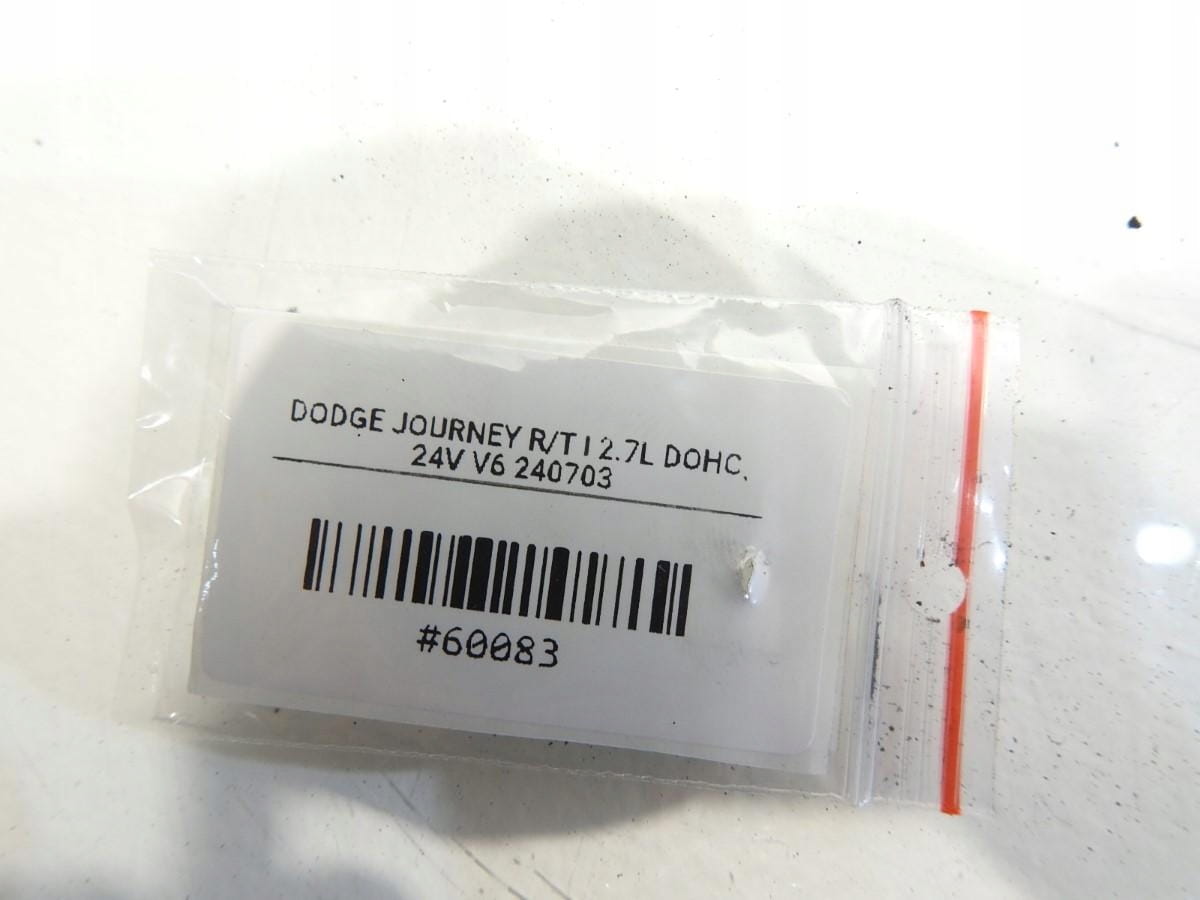 DODGE JOURNEY R/T I 2.7L DOHC,
24V V6 240703
#60083